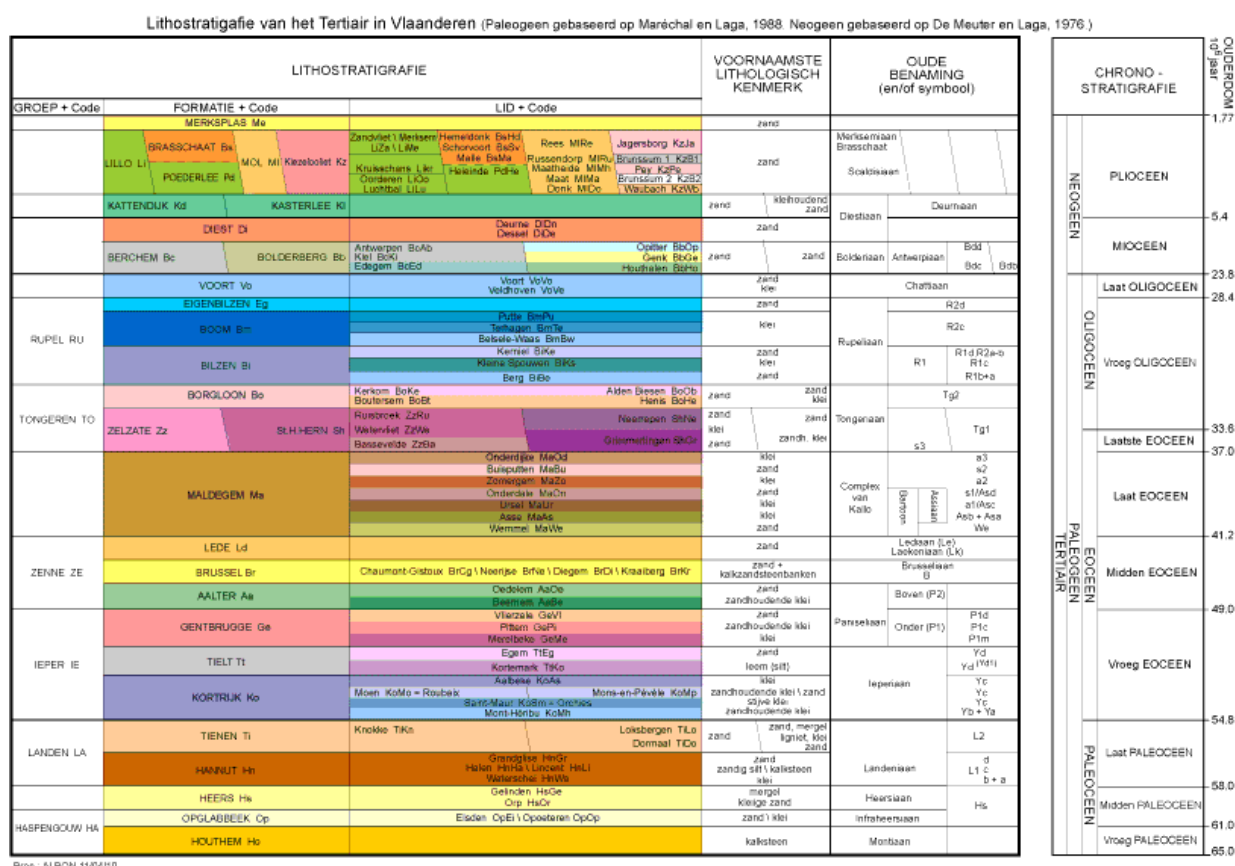 Lithostratigafie van het Tertiair in Vlaanderen (Paleogeen gebaseerd op Maréchal en Laga, 1988. Neogeen gebaseerd op De Meuter en Laga, 1976.)
LITHOSTRATIGRAFIE
VOORNAAMSTE
LITHOLOGISCH
KENMERK
OUDE
BENAMING
(en/of symbool)
CHRONO -
STRATIGRAFIE
OUDERDOM
10⁶ jaar
GROEP + Code
FORMATIE + Code
LID + Code
MERKSPLAS Me
zand
1.77
LILLO Li
BRASSCHAAT Bs
POEDERLEE Pd
MOL Ml
Kiezeloöliet Kz
Zandvliet \ Merksem
LiZa \ LiMe
Kruisschans LiKr
Oorderen LiOo
Luchtbal LiLu
Hemeldonk BsHd
Schorvoort BsSv
Malle BsMa
Heieinde PdHe
Rees MlRe
Russendorp MlRu
Maatheide MlMh
Maat MlMa
Donk MlDo
Jagersborg KzJa
Brunssum 1 KzB1
Pey KzPe
Brunssum 2 KzB2
Waubach KzWb
zand
Merksemiaan
Brasschaat
Scaldisiaan
PLIOCEEN
NEOGEEN
KATTENDIJK Kd
KASTERLEE Kl
zand
kleihoudend
zand
Diestiaan
Deurniaan
5.4
DIEST Di
Deurne DiDn
Dessel DiDe
zand
MIOCEEN
BERCHEM Bc
BOLDERBERG Bb
Antwerpen BcAb
Kiel BcKi
Edegem BcEd
Opitter BbOp
Genk BbGe
Houthalen BbHo
zand
zand
Bolderiaan
Antwerpiaan
Bdd
Bdc
Bdb
23.8
VOORT Vo
Voort VoVo
Veldhoven VoVe
zand
klei
Chattiaan
Laat OLIGOCEEN
28.4
RUPEL RU
EIGENBILZEN Eg
zand
R2d
BOOM Bm
Putte BmPu
Terhagen BmTe
Belsele-Waas BmBw
klei
Rupeliaan
R2c
OLIGOCEEN
Vroeg OLIGOCEEN
BILZEN Bi
Kerniel BiKe
Kleine Spouwen BiKs
Berg BiBe
zand
klei
zand
R1
R1d R2a-b
R1c
R1b+a
TONGEREN TO
BORGLOON Bo
Kerkom BoKe
Boutersem BoBt
Alden Biesen BoOb
Henis BoHe
zand
zand
klei
Tg2
ZELZATE Zz
St.H.HERN Sh
Ruisbroek ZzRu
Watervliet ZzWe
Bassevelde ZzBa
Neerrepen ShNe
Grimmertingen ShGr
zand
klei
zand
zand
zandh. klei
Tongeriaan
s3
Tg1
33.6
Laatste EOCEEN
37.0
MALDEGEM Ma
Onderdijke MaOd
Buisputten MaBu
Zomergem MaZo
Onderdale MaOn
Ursel MaUr
Asse MaAs
Wemmel MaWe
klei
zand
klei
zand
klei
klei
zand
Complex
van
Kallo
Bartoon
Assiaan
a3
s2
a2
s1/Asd
a1/Asc
Asb + Asa
We
Laat EOCEEN
41.2
ZENNE ZE
LEDE Ld
zand
Lediaan (Le)
Laekeniaan (Lk)
TERTIAIR
PALEOGEEN
EOCEEN
BRUSSEL Br
Chaumont-Gistoux BrCg \ Neerijse BrNe \ Diegem BrDi \ Kraaiberg BrKr
zand +
kalkzandsteenbanken
Brusseliaan
B
Midden EOCEEN
AALTER Aa
Oedelem AaOe
Beernem AaBe
zand
zandhoudende klei
Boven (P2)
49.0
IEPER IE
GENTBRUGGE Ge
Vlierzele GeVl
Pittem GePi
Merelbeke GeMe
zand
zandhoudende klei
klei
Paniseliaan
Onder (P1)
P1d
P1c
P1m
TIELT Tt
Egem TtEg
Kortemark TtKo
zand
leem (silt)
Yd
Yd (Yd1)
Vroeg EOCEEN
KORTRIJK Ko
Aalbeke KoAa
Moen KoMo = Roubaix
Mons-en-Pévèle KoMp
Saint-Maur KoSm = Orchies
Mont-Héribu KoMh
klei
zandhoudende klei \ zand
stijve klei
zandhoudende klei
Ieperiaan
Yc
Yc
Yc
Yb + Ya
54.8
LANDEN LA
TIENEN Ti
Knokke TiKn
Loksbergen TiLo
Dormaal TiDo
zand
zand, mergel
ligniet, klei
zand
L2
HANNUT Hn
Grandglise HnGr
Halen HnHa \ Lincent HnLi
Waterschei HnWa
zand
zandig silt \ kalksteen
klei
Landeniaan
L1
d
c
b + a
PALEOCEEN
Laat PALEOCEEN
58.0
HEERS Hs
Gelinden HsGe
Orp HsOr
mergel
kleiige zand
Heersiaan
Hs
Midden PALEOCEEN
HASPENGOUW HA
OPGLABBEEK Op
Eisden OpEi \ Opoeteren OpOp
zand \ klei
Infraheersiaan
61.0
HOUTHEM Ho
kalksteen
Montiaan
Vroeg PALEOCEEN
65.0